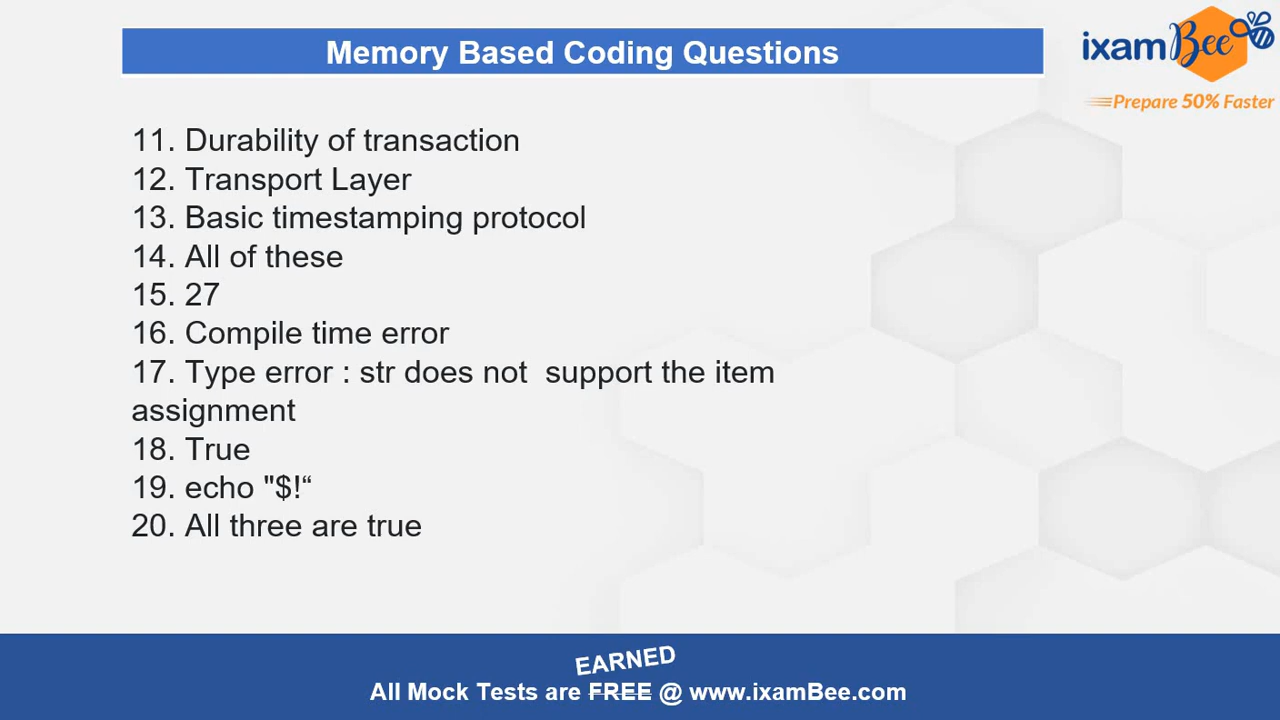 Memory Based Coding Questions
ixamBee
Prepare 50% Faster
11. Durability of transaction
12. Transport Layer
13. Basic timestamping protocol
14. All of these
15. 27
16. Compile time error
17. Type error : str does not  support the item
assignment
18. True
19. echo "$!“
20. All three are true
EARNED
All Mock Tests are FREE @ www.ixamBee.com